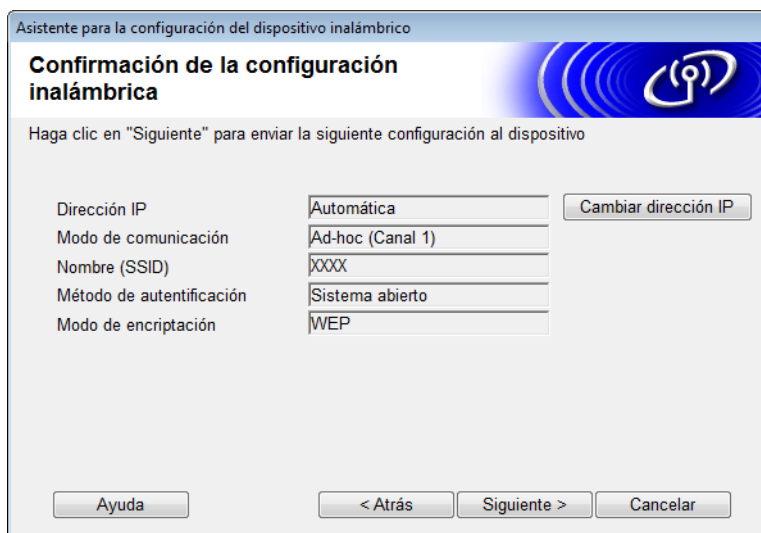 Asistente para la configuración del dispositivo inalámbrico
Confirmación de la configuración
inalámbrica
Haga clic en "Siguiente" para enviar la siguiente configuración al dispositivo
Dirección IP Automática Cambiar dirección IP
Modo de comunicación Ad-hoc (Canal 1)
Nombre (SSID) XXXX
Método de autentificación Sistema abierto
Modo de encriptación WEP
Ayuda < Atrás Siguiente > Cancelar